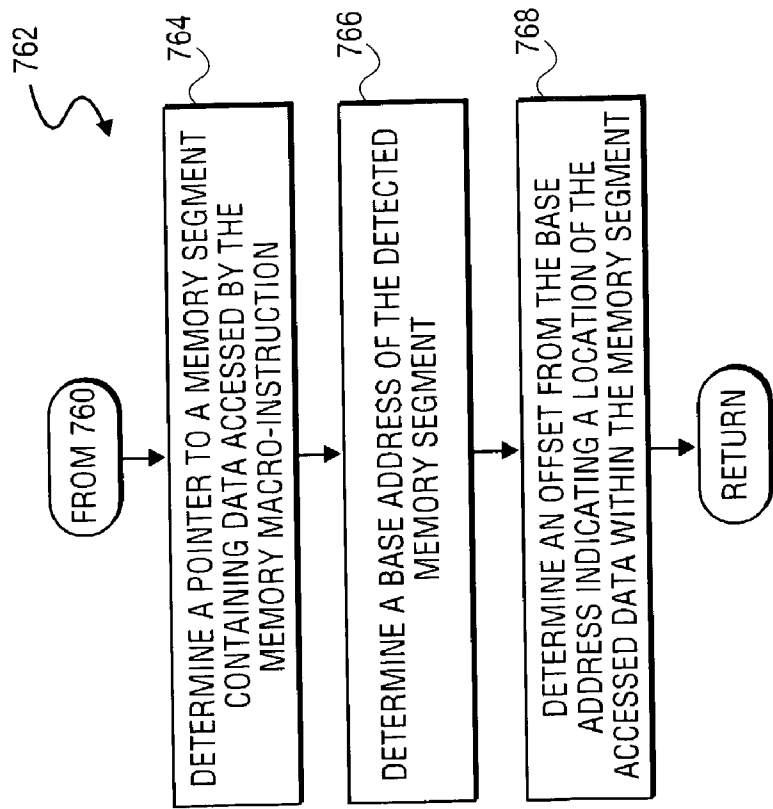 762
FROM 760
764
DETERMINE A POINTER TO A MEMORY SEGMENT
CONTAINING DATA ACCESSED BY THE
MEMORY MACRO-INSTRUCTION
766
DETERMINE A BASE ADDRESS OF THE DETECTED
MEMORY SEGMENT
768
DETERMINE AN OFFSET FROM THE BASE
ADDRESS INDICATING A LOCATION OF THE
ACCESSED DATA WITHIN THE MEMORY SEGMENT
RETURN